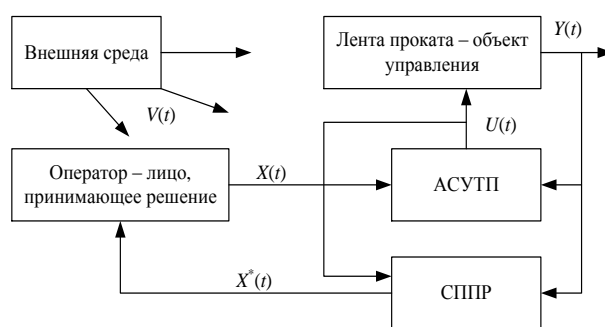 Внешняя среда
Лента проката – объект
управления
Y(t)
V(t)
U(t)
Оператор – лицо,
принимающее решение
X(t)
АСУТП
X*(t)
СППР